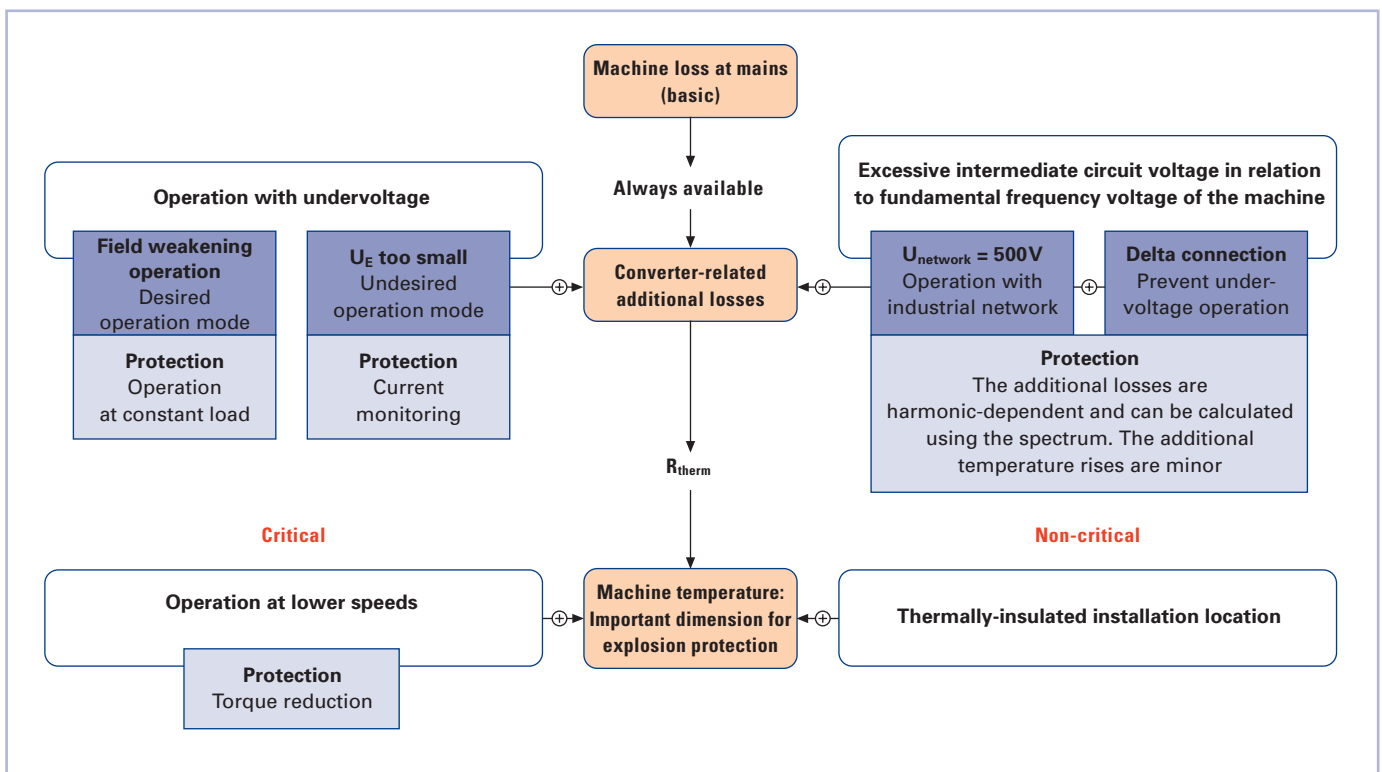 Machine loss at mains
(basic)
Always available
Operation with undervoltage
Field weakening
operation
Desired
operation mode
Protection
Operation
at constant load
U_E too small
Undesired
operation mode
Protection
Current
monitoring
Converter-related
additional losses
Excessive intermediate circuit voltage in relation
to fundamental frequency voltage of the machine
U_network = 500 V
Operation with
industrial network
Delta connection
Prevent under-
voltage operation
Protection
The additional losses are
harmonic-dependent and can be calculated
using the spectrum. The additional
temperature rises are minor
R_therm
Critical
Non-critical
Operation at lower speeds
Protection
Torque reduction
Machine temperature:
Important dimension for
explosion protection
Thermally-insulated installation location